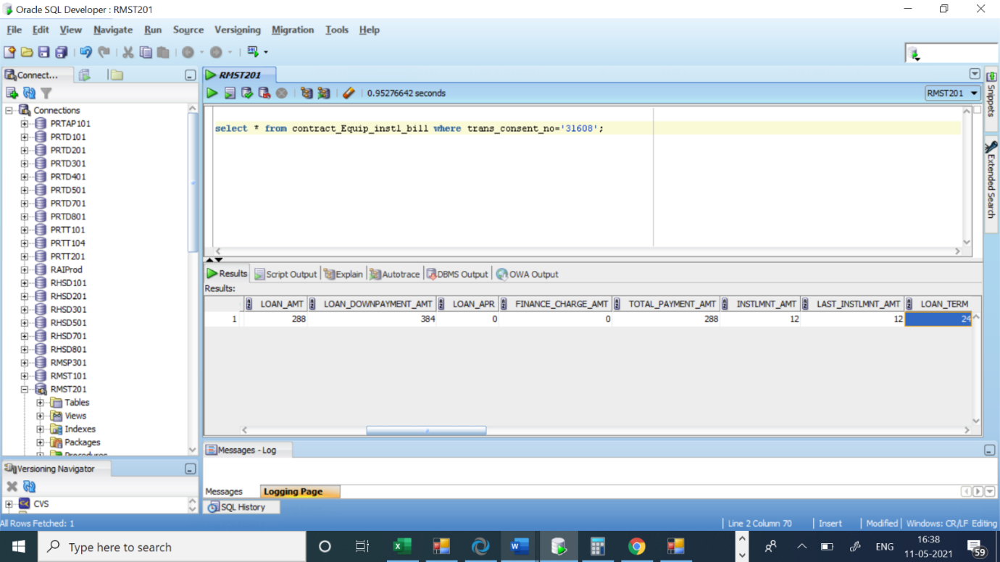 Oracle SQL Developer : RMST201
File Edit View Navigate Run Source Versioning Migration Tools Help
Connect...
RMST201
0.95276642 seconds
RMST201
Connections
PRTAP101
PRTD101
PRTD201
PRTD301
PRTD401
PRTD501
PRTD701
PRTD801
PRTT101
PRTT104
PRTT201
RAIProd
RHSD101
RHSD201
RHSD301
RHSD501
RHSD701
RHSD801
RMSP301
RMST101
RMST201
Tables
Views
Indexes
Packages
Procedures
select * from contract_Equip_instl_bill where trans_consent_no='31608';
Snippets
Extended Search
Results Script Output Explain Autotrace DBMS Output OWA Output
Results:
LOAN_AMT LOAN_DOWNPAYMENT_AMT LOAN_APR FINANCE_CHARGE_AMT TOTAL_PAYMENT_AMT INSTLMNT_AMT LAST_INSTLMNT_AMT LOAN_TERM
1 288 384 0 0 288 12 12 24
Messages - Log
Messages Logging Page
SQL History
Versioning Navigator
CVS
All Rows Fetched: 1
Line 2 Column 70 Insert Modified Windows: CR/LF Editing
Type here to search
ENG
16:38
11-05-2021
59